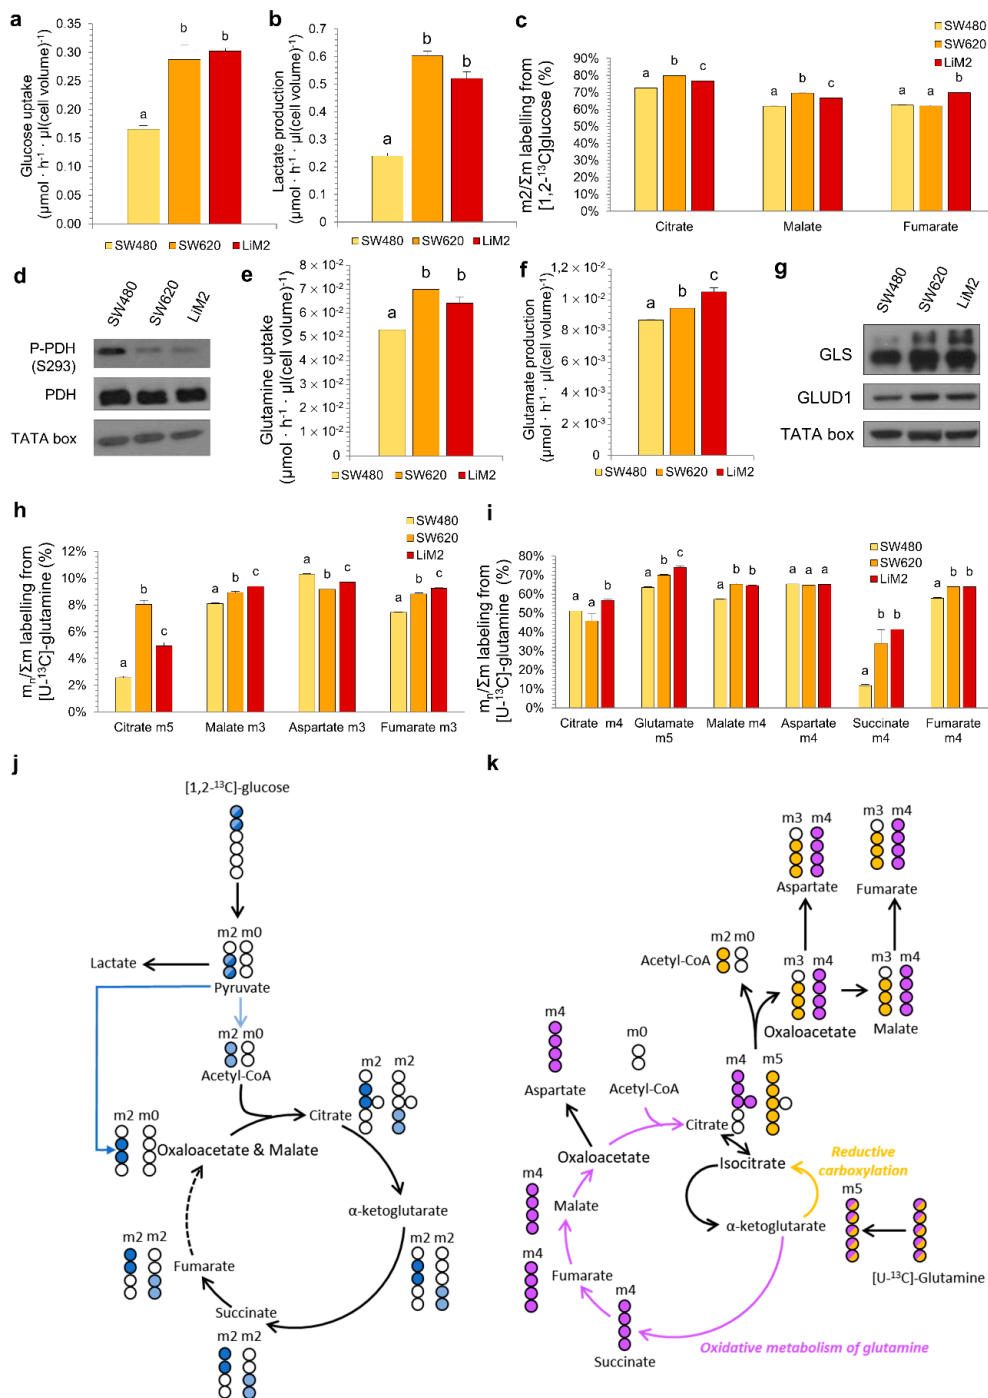 a
Glucose uptake
(µmol · h⁻¹ · µl(cell volume)⁻¹)
0.35
0.30
0.25
0.20
0.15
0.10
0.05
0.00
a
b
b
SW480 SW620 LiM2
b
Lactate production
(µmol · h⁻¹ · µl(cell volume)⁻¹)
0.7
0.6
0.5
0.4
0.3
0.2
0.1
0
a
b
b
SW480 SW620 LiM2
c
SW480
SW620
LiM2
m2/Σm labelling from
[1,2-¹³C]glucose (%)
90%
80%
70%
60%
50%
40%
30%
20%
10%
0%
a b c
a b c
a a b
Citrate Malate Fumarate
d
SW480 SW620 LiM2
P-PDH
(S293)
PDH
TATA box
e
Glutamine uptake
(µmol · h⁻¹ · µl(cell volume)⁻¹)
8 × 10⁻²
7 × 10⁻²
6 × 10⁻²
5 × 10⁻²
4 × 10⁻²
3 × 10⁻²
2 × 10⁻²
1 × 10⁻²
0
a b b
SW480 SW620 LiM2
f
Glutamate production
(µmol · h⁻¹ · µl(cell volume)⁻¹)
1,2 × 10⁻²
1 × 10⁻²
8 × 10⁻³
6 × 10⁻³
4 × 10⁻³
2 × 10⁻³
0
a b c
SW480 SW620 LiM2
g
SW480 SW620 LiM2
GLS
GLUD1
TATA box
h
SW480
SW620
LiM2
mₙ/Σm labeling from
[U-¹³C]-glutamine (%)
12%
10%
8%
6%
4%
2%
0%
a b c
a b c
a b c
a b c
Citrate m5 Malate m3 Aspartate m3 Fumarate m3
i
SW480
SW620
LiM2
mₙ/Σm labeling from
[U-¹³C]-glutamine (%)
80%
70%
60%
50%
40%
30%
20%
10%
0%
a a b
a b c
a b b
a a a
a b b
a b b
Citrate m4 Glutamate m5 Malate m4 Aspartate m4 Succinate m4 Fumarate m4
j
[1,2-¹³C]-glucose
m2 m0
Lactate
Pyruvate
m2 m0
Acetyl-CoA
m2 m2
Citrate
m2 m0
Oxaloacetate & Malate
α-ketoglutarate
m2 m2
m2 m2
Fumarate
Succinate
m2 m2
k
m3 m4
Aspartate
m3 m4
Fumarate
m2 m0
Acetyl-CoA
m3 m4
Oxaloacetate
m3 m4
Malate
m4
Aspartate
m0
Acetyl-CoA
m4 m5
Citrate
Oxaloacetate
Isocitrate
Reductive
carboxylation
m4
Malate
α-ketoglutarate
m5
[U-¹³C]-Glutamine
m4
Fumarate
m4
Succinate
Oxidative metabolism of glutamine